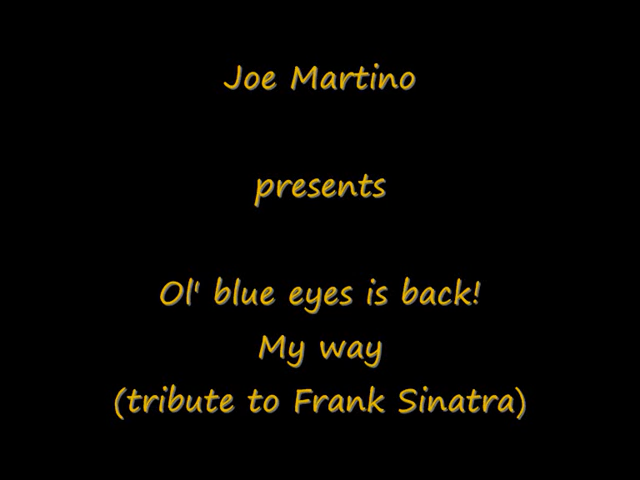 Joe Martino
presents
Ol' blue eyes is back!
My way
(tribute to Frank Sinatra)